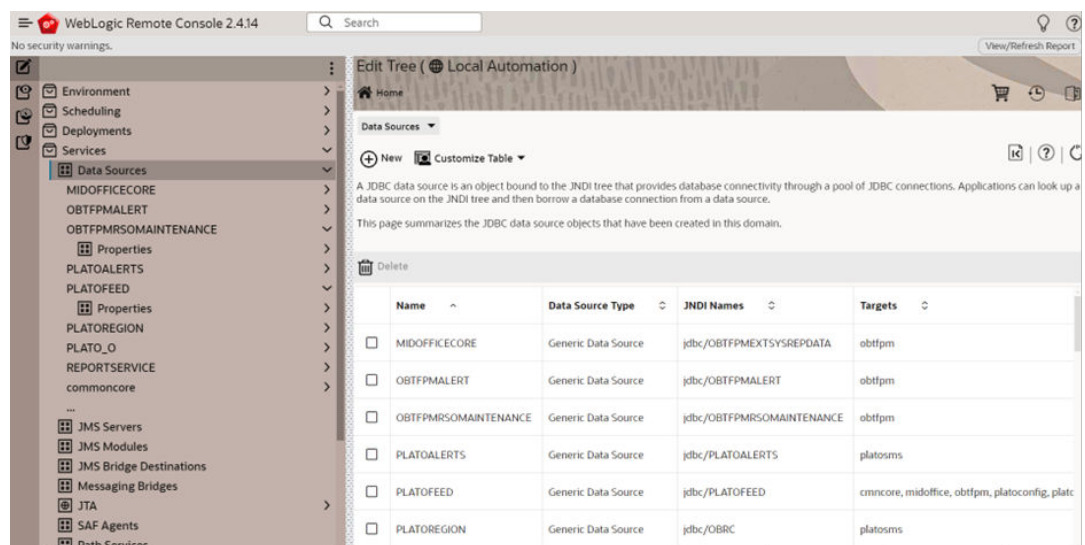 WebLogic Remote Console 2.4.14
Search
No security warnings.
View/Refresh Report
Environment
Scheduling
Deployments
Services
Data Sources
MIDOFFICECORE
OBTFPMALERT
OBTFPMRSOMAINTENANCE
Properties
PLATOALERTS
PLATOFEED
Properties
PLATOREGION
PLATO_O
REPORTSERVICE
commoncore
...
JMS Servers
JMS Modules
JMS Bridge Destinations
Messaging Bridges
JTA
SAF Agents
Path Services
Edit Tree ( Local Automation )
Home
Data Sources
New Customize Table
A JDBC data source is an object bound to the JNDI tree that provides database connectivity through a pool of JDBC connections. Applications can look up a
data source on the JNDI tree and then borrow a database connection from a data source.
This page summarizes the JDBC data source objects that have been created in this domain.
Delete
Name Data Source Type JNDI Names Targets
MIDOFFICECORE Generic Data Source jdbc/OBTFPMEXTSYSREPDATA obtfpm
OBTFPMALERT Generic Data Source jdbc/OBTFPMALERT obtfpm
OBTFPMRSOMAINTENANCE Generic Data Source jdbc/OBTFPMRSOMAINTENANCE obtfpm
PLATOALERTS Generic Data Source jdbc/PLATOALERTS platosms
PLATOFEED Generic Data Source jdbc/PLATOFEED cmncore, midoffice, obtfpm, platoconfig, platc
PLATOREGION Generic Data Source jdbc/OBRC platosms